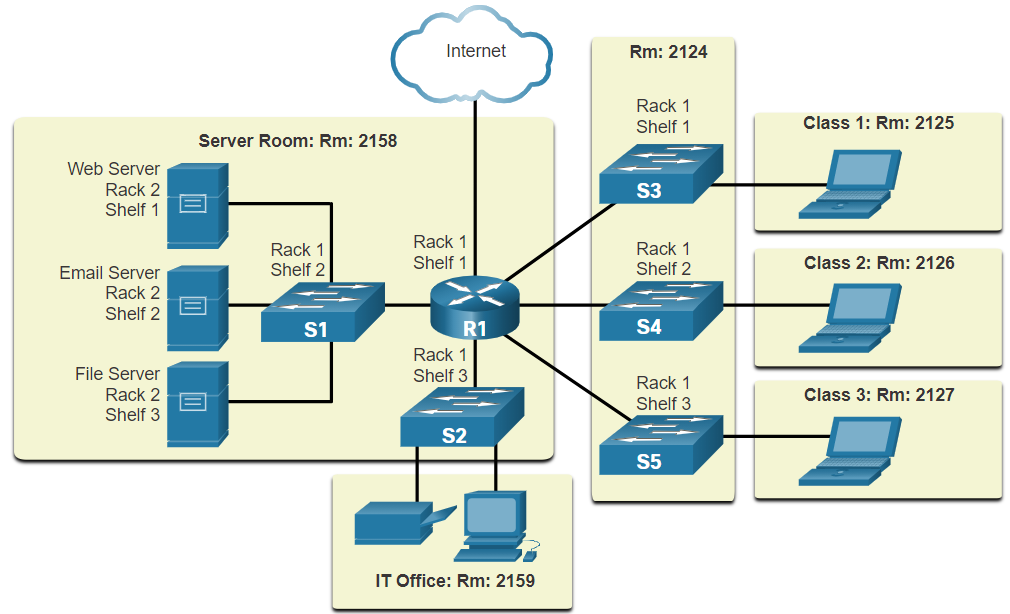 Internet
Rm: 2124
Rack 1
Shelf 1
S3
Class 1: Rm: 2125
Server Room: Rm: 2158
Web Server
Rack 2
Shelf 1
Rack 1
Shelf 2
Rack 1
Shelf 1
Email Server
Rack 2
Shelf 2
S1
R1
Rack 1
Shelf 2
S4
Class 2: Rm: 2126
File Server
Rack 2
Shelf 3
Rack 1
Shelf 3
S2
Rack 1
Shelf 3
S5
Class 3: Rm: 2127
IT Office: Rm: 2159